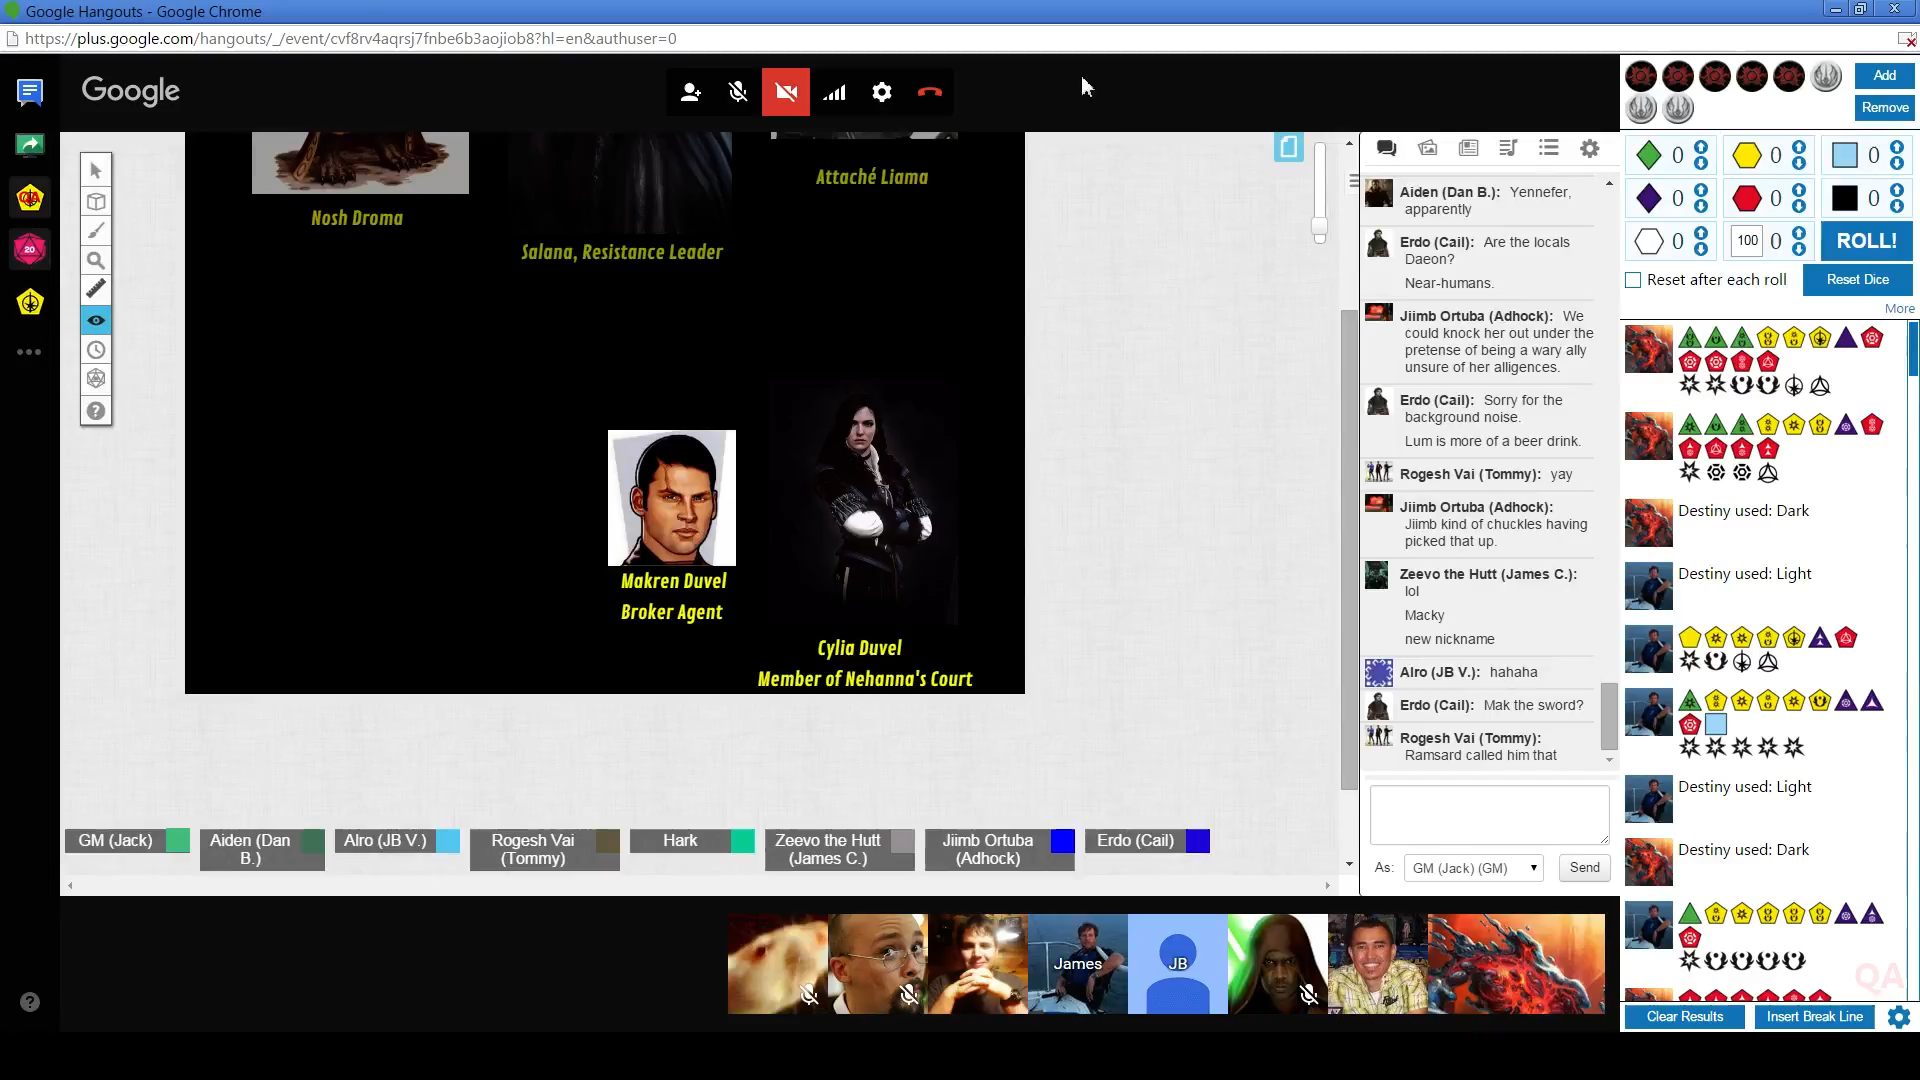 Google Hangouts - Google Chrome
https://plus.google.com/hangouts/_/event/cvf8rv4aqrsj7fnbe6b3aojiob8?hl=en&authuser=0
Google
Nosh Droma
Salana, Resistance Leader
Attaché Liama
Makren Duvel
Broker Agent
Cylia Duvel
Member of Nehanna's Court
GM (Jack)
Aiden (Dan
B.)
Alro (JB V.)
Rogesh Vai
(Tommy)
Hark
Zeevo the Hutt
(James C.)
Jiimb Ortuba
(Adhock)
Erdo (Cail)
Aiden (Dan B.): Yennefer,
apparently
Erdo (Cail): Are the locals
Daeon?
Near-humans.
Jiimb Ortuba (Adhock): We
could knock her out under the
pretense of being a wary ally
unsure of her alligences.
Erdo (Cail): Sorry for the
background noise.
Lum is more of a beer drink.
Rogesh Vai (Tommy): yay
Jiimb Ortuba (Adhock):
Jiimb kind of chuckles having
picked that up.
Zeevo the Hutt (James C.):
lol
Macky
new nickname
Alro (JB V.): hahaha
Erdo (Cail): Mak the sword?
Rogesh Vai (Tommy):
Ramsard called him that
As: GM (Jack) (GM)
Send
Add
Remove
0 0 0
0 0 0
0 100 0 ROLL!
Reset after each roll
Reset Dice
More
Destiny used: Dark
Destiny used: Light
Destiny used: Light
Destiny used: Dark
QA
Clear Results
Insert Break Line
James
JB
20